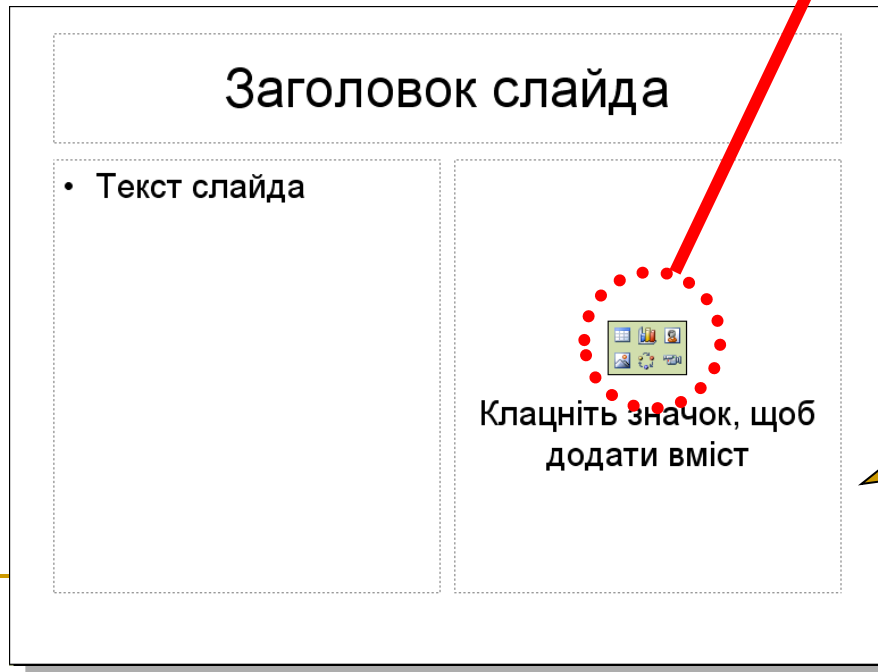 Заголовок слайда
• Текст слайда
Клацніть значок, щоб
додати вміст